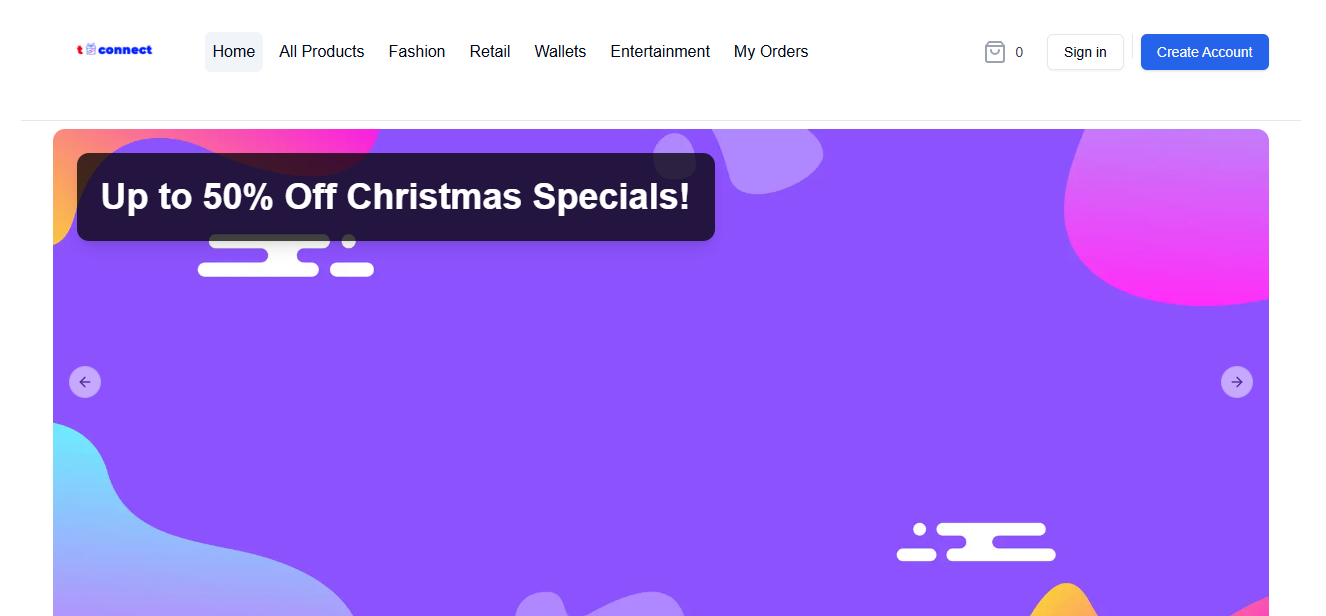 t connect
Home
All Products
Fashion
Retail
Wallets
Entertainment
My Orders
0
Sign in
Create Account
Up to 50% Off Christmas Specials!